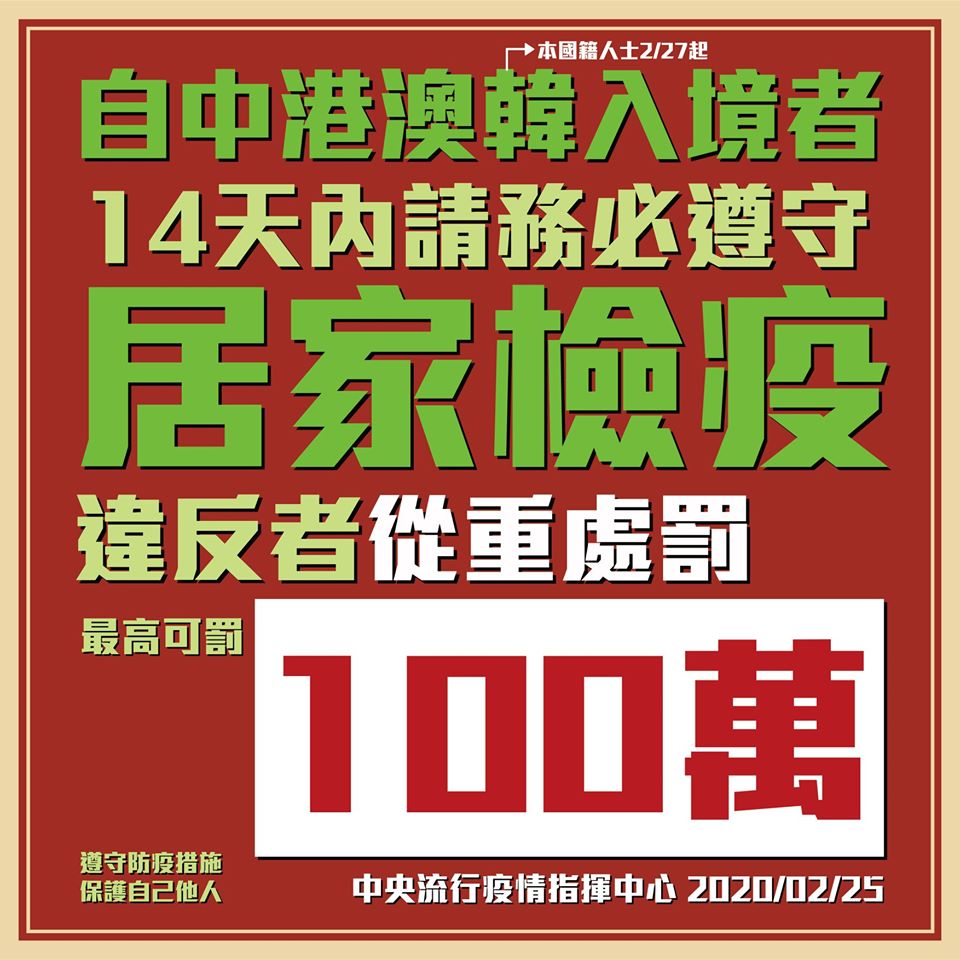 本國籍人士2/27起
自中港澳韓入境者
14天內請務必遵守
居家檢疫
違反者從重處罰
最高可罰
100萬
遵守防疫措施
保護自己他人
中央流行疫情指揮中心 2020/02/25